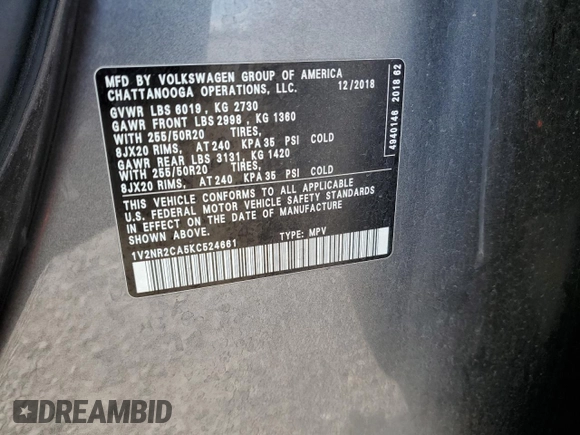 MFD BY VOLKSWAGEN GROUP OF AMERICA
CHATTANOOGA OPERATIONS, LLC. 12/2018
GVWR LBS 6019 , KG 2730
GAWR FRONT LBS 2998 , KG 1360
WITH 255/50R20 TIRES,
8JX20 RIMS, AT 240 KPA 35 PSI COLD
GAWR REAR LBS 3131, KG 1420
WITH 255/50R20 TIRES,
8JX20 RIMS, AT 240 KPA 35 PSI COLD
THIS VEHICLE CONFORMS TO ALL APPLICABLE
U.S. FEDERAL MOTOR VEHICLE SAFETY STANDARDS
IN EFFECT ON THE DATE OF MANUFACTURE
SHOWN ABOVE.
1V2NR2CA5KC524661 TYPE: MPV
4940146 2018 62
DREAMBID